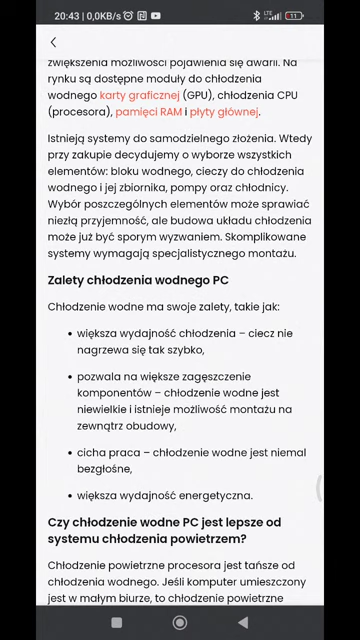 20:43 | 0,0KB/s
LTE
11
zwiększenia możliwości pojawienia się awarii. Na
rynku są dostępne moduły do chłodzenia
wodnego karty graficznej (GPU), chłodzenia CPU
(procesora), pamięci RAM i płyty głównej.
Istnieją systemy do samodzielnego złożenia. Wtedy
przy zakupie decydujemy o wyborze wszystkich
elementów: bloku wodnego, cieczy do chłodzenia
wodnego i jej zbiornika, pompy oraz chłodnicy.
Wybór poszczególnych elementów może sprawiać
niezłą przyjemność, ale budowa układu chłodzenia
może już być sporym wyzwaniem. Skomplikowane
systemy wymagają specjalistycznego montażu.
Zalety chłodzenia wodnego PC
Chłodzenie wodne ma swoje zalety, takie jak:
• większa wydajność chłodzenia – ciecz nie
nagrzewa się tak szybko,
• pozwala na większe zagęszczenie
komponentów – chłodzenie wodne jest
niewielkie i istnieje możliwość montażu na
zewnątrz obudowy,
• cicha praca – chłodzenie wodne jest niemal
bezgłośne,
• większa wydajność energetyczna.
Czy chłodzenie wodne PC jest lepsze od
systemu chłodzenia powietrzem?
Chłodzenie powietrzne procesora jest tańsze od
chłodzenia wodnego. Jeśli komputer umieszczony
jest w małym biurze, to chłodzenie powietrzne